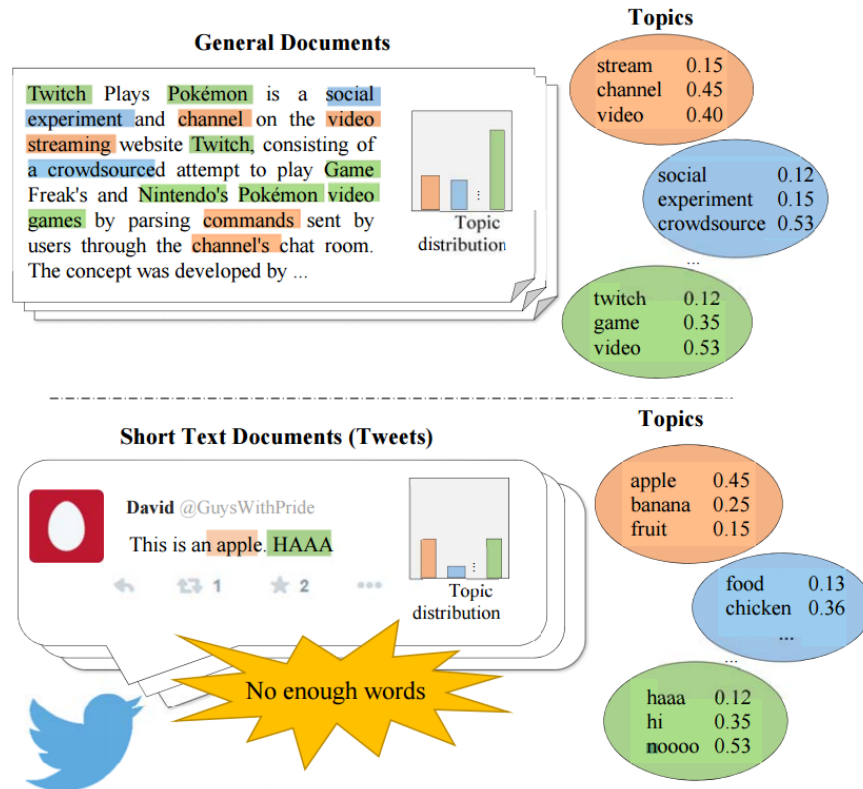 General Documents
Topics
Twitch Plays Pokémon is a social
experiment and channel on the video
streaming website Twitch, consisting of
a crowdsourced attempt to play Game
Freak's and Nintendo's Pokémon video
games by parsing commands sent by
users through the channel's chat room.
The concept was developed by ...
...
Topic
distribution
stream 0.15
channel 0.45
video 0.40
social 0.12
experiment 0.15
crowdsource 0.53
...
twitch 0.12
game 0.35
video 0.53
Short Text Documents (Tweets)
Topics
David @GuysWithPride
This is an apple. HAAA
1
2
...
Topic
distribution
No enough words
apple 0.45
banana 0.25
fruit 0.15
food 0.13
chicken 0.36
...
...
haaa 0.12
hi 0.35
noooo 0.53